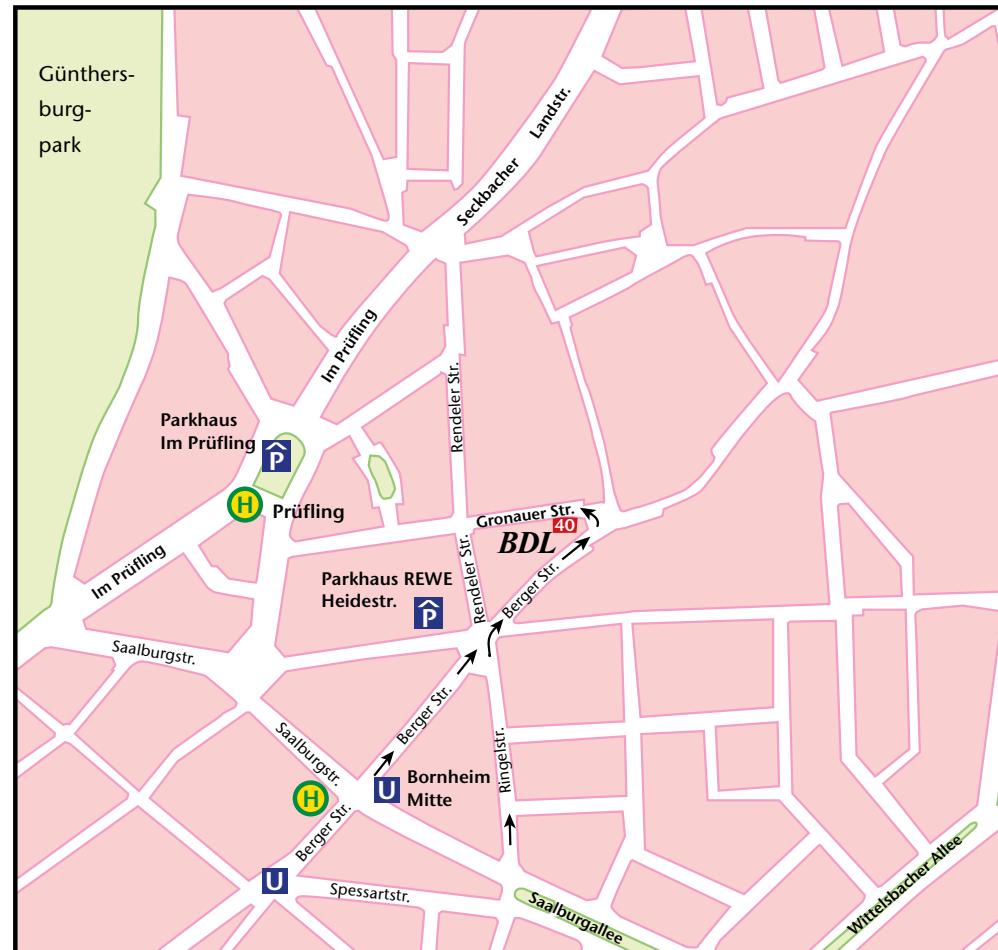 Günthers-
burg-
park
Seckbacher Landstr.
Im Prüfling
Rendeler Str.
Parkhaus
Im Prüfling
P
H
Prüfling
Gronauer Str.
40
BDL
Im Prüfling
Rendeler Str.
Berger Str.
Parkhaus REWE
Heidestr.
P
Saalburgstr.
Berger Str.
Saalburgstr.
Ringelstr.
U
Bornheim
Mitte
H
Berger Str.
U
Spessartstr.
Saalburgallee
Wittelsbacher Allee